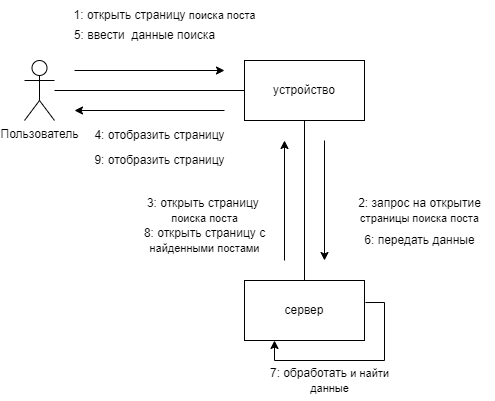 1: открыть страницу поиска поста
5: ввести данные поиска
устройство
Пользователь
4: отобразить страницу
9: отобразить страницу
3: открыть страницу
поиска поста
8: открыть страницу с
найденными постами
2: запрос на открытие
страницы поиска поста
6: передать данные
сервер
7: обработать и найти
данные